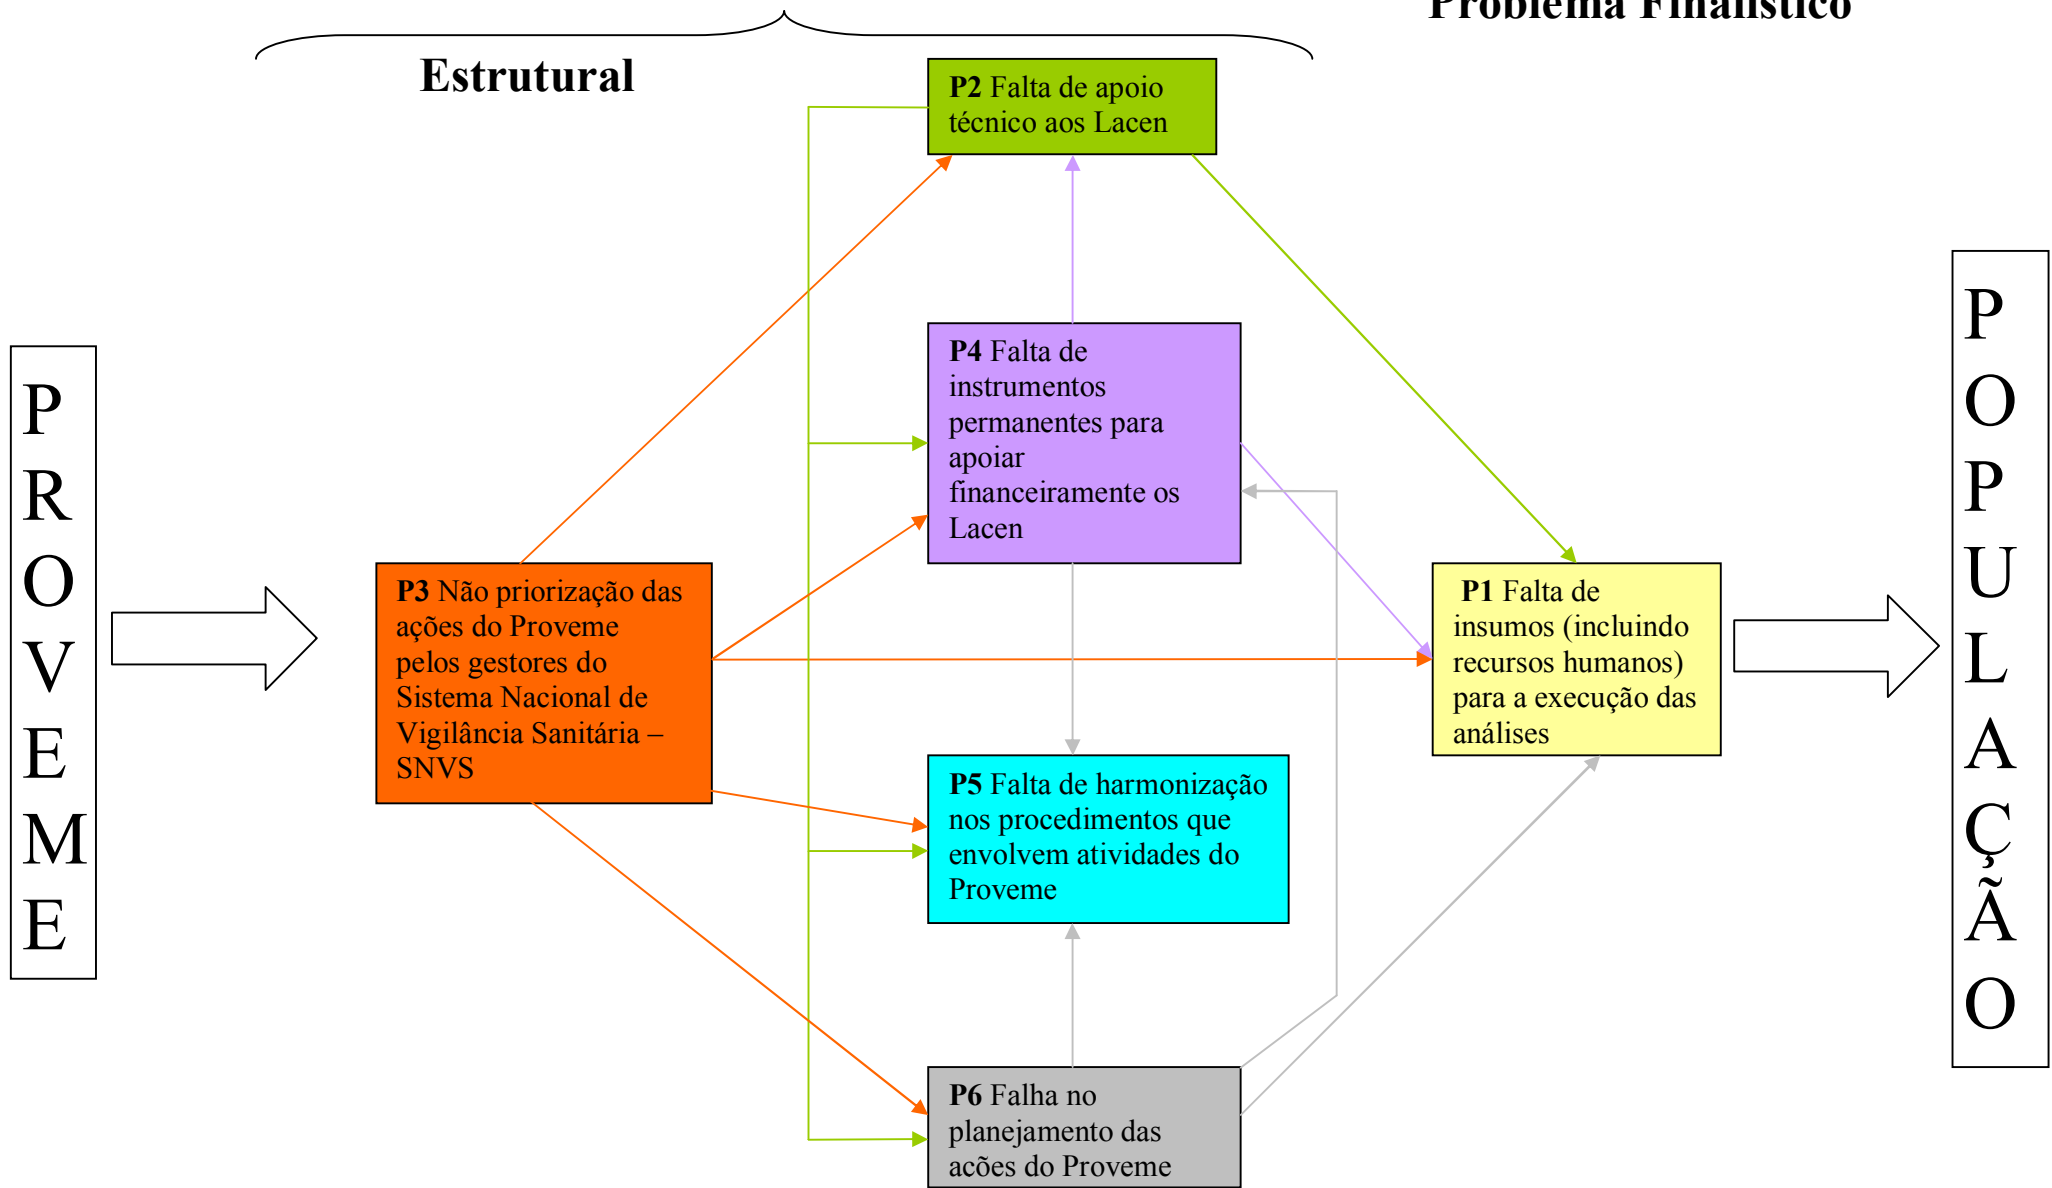 Problema Finalístico
Estrutural
P2 Falta de apoio
técnico aos Lacen
P4 Falta de
instrumentos
permanentes para
apoiar
financeiramente os
Lacen
P3 Não priorização das
ações do Proveme
pelos gestores do
Sistema Nacional de
Vigilância Sanitária –
SNVS
P1 Falta de
insumos (incluindo
recursos humanos)
para a execução das
análises
P5 Falta de harmonização
nos procedimentos que
envolvem atividades do
Proveme
P6 Falha no
planejamento das
ações do Proveme
P
R
O
V
E
M
E
P
O
P
U
L
A
Ç
Ã
O